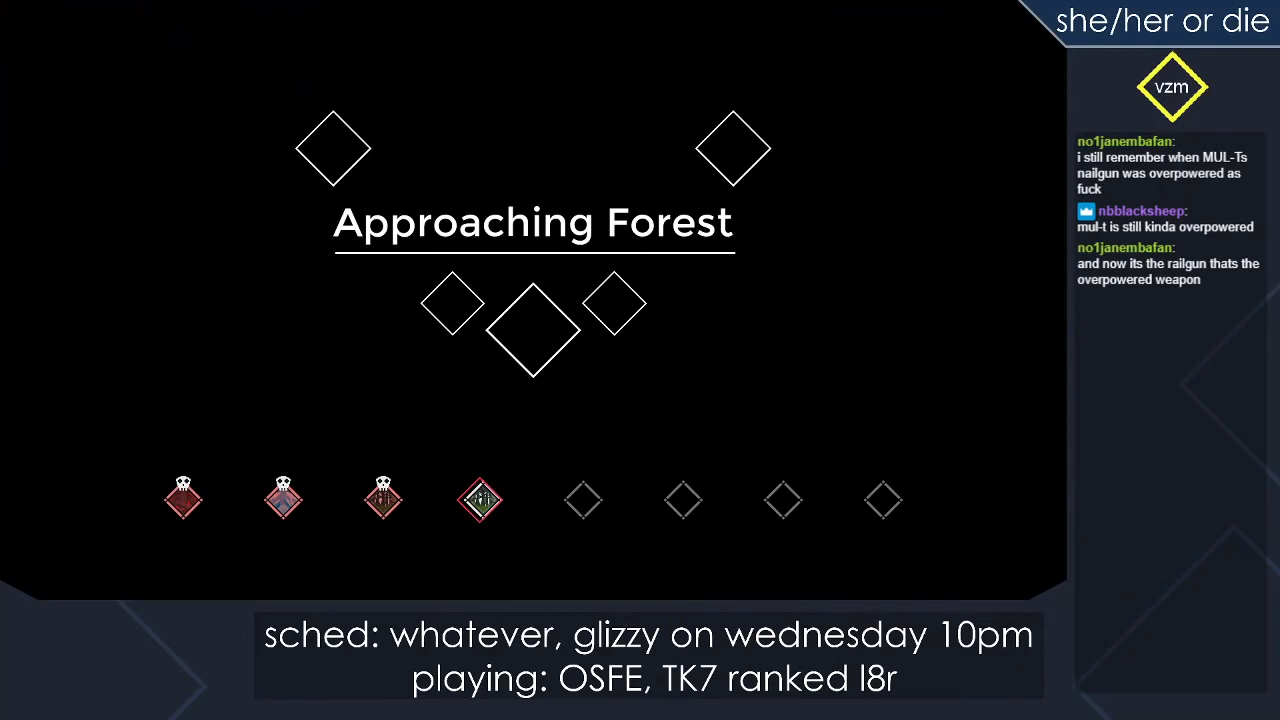 she/her or die
vzm
Approaching Forest
no1janembafan:
i still remember when MUL-Ts
nailgun was overpowered as
fuck
nbblacksheep:
mul-t is still kinda overpowered
no1janembafan:
and now its the railgun thats the
overpowered weapon
sched: whatever, glizzy on wednesday 10pm
playing: OSFE, TK7 ranked l8r